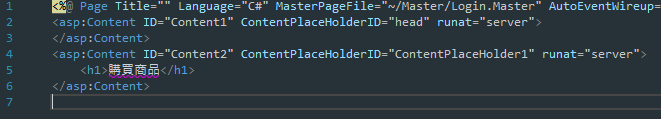 1 <%@ Page Title="" Language="C#" MasterPageFile="~/Master/Login.Master" AutoEventWireup=
2 <asp:Content ID="Content1" ContentPlaceHolderID="head" runat="server">
3 </asp:Content>
4 <asp:Content ID="Content2" ContentPlaceHolderID="ContentPlaceHolder1" runat="server">
5 <h1>購買商品</h1>
6 </asp:Content>
7